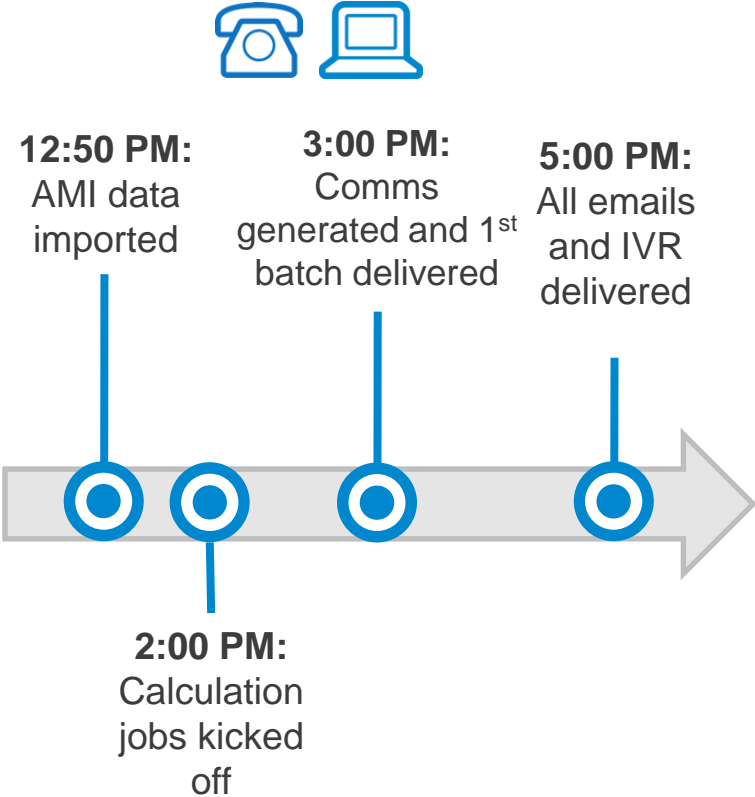 12:50 PM:
AMI data
imported
3:00 PM:
Comms
generated and 1st
batch delivered
5:00 PM:
All emails
and IVR
delivered
2:00 PM:
Calculation
jobs kicked
off